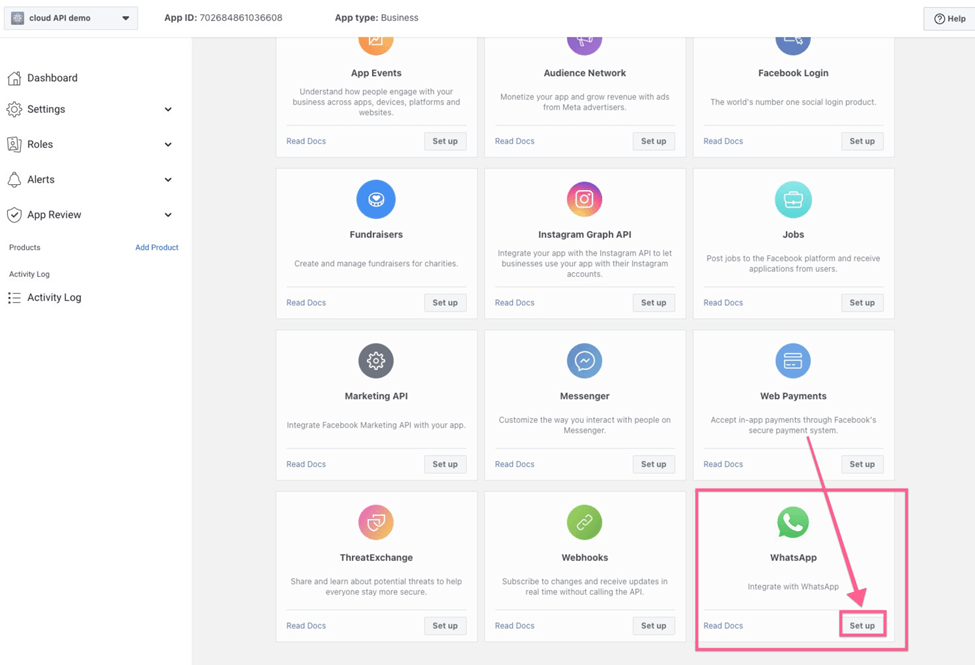 cloud API demo
App ID: 702684861036608
App type: Business
Help
Dashboard
Settings
Roles
Alerts
App Review
Products
Add Product
Activity Log
Activity Log
App Events
Understand how people engage with your
business across apps, devices, platforms and
websites.
Read Docs
Set up
Audience Network
Monetize your app and grow revenue with ads
from Meta advertisers.
Read Docs
Set up
Facebook Login
The world's number one social login product.
Read Docs
Set up
Fundraisers
Create and manage fundraisers for charities.
Read Docs
Set up
Instagram Graph API
Integrate your app with the Instagram API to let
businesses use your app with their Instagram
accounts.
Read Docs
Set up
Jobs
Post jobs to the Facebook platform and receive
applications from users.
Read Docs
Set up
Marketing API
Integrate Facebook Marketing API with your app.
Read Docs
Set up
Messenger
Customize the way you interact with people on
Messenger.
Read Docs
Set up
Web Payments
Accept in-app payments through Facebook's
secure payment system.
Read Docs
Set up
ThreatExchange
Share and learn about potential threats to help
everyone stay more secure.
Read Docs
Set up
Webhooks
Subscribe to changes and receive updates in
real time without calling the API.
Read Docs
Set up
WhatsApp
Integrate with WhatsApp
Read Docs
Set up